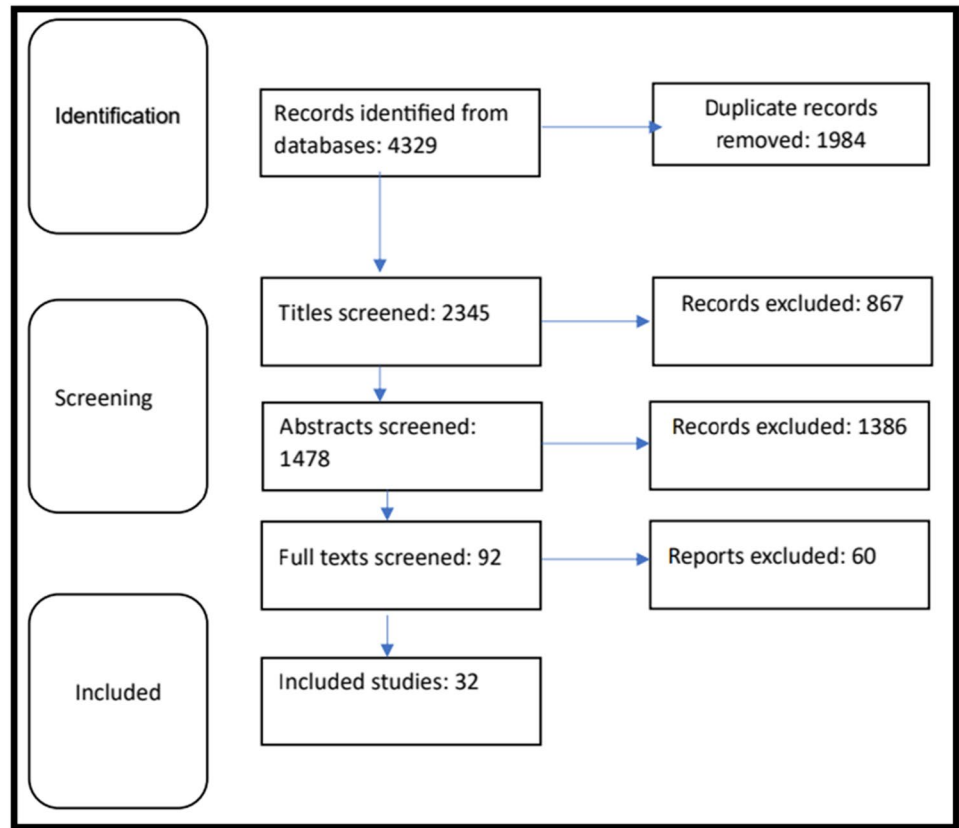 Identification
Records identified from
databases: 4329
Duplicate records
removed: 1984
Screening
Titles screened: 2345
Records excluded: 867
Abstracts screened:
1478
Records excluded: 1386
Full texts screened: 92
Reports excluded: 60
Included
Included studies: 32